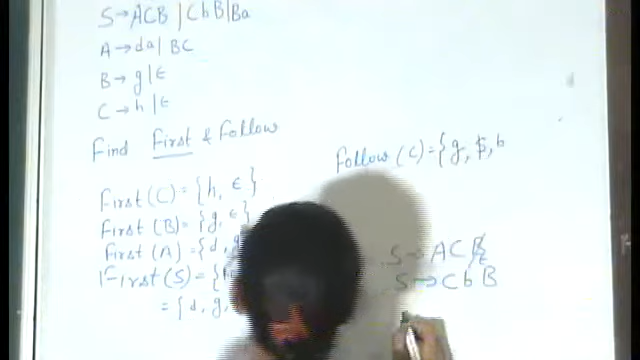 S → ACB | CbB | Ba
A → da | BC
B → g | ϵ
C → h | ϵ
Find First & Follow
First (C) = {h, ϵ}
First (B) = {g, ϵ}
First (A) = {d, g
First (S) = {
= {d, g,
Follow (C) = {g, $, b
S → ACB ϵ
S → CbB